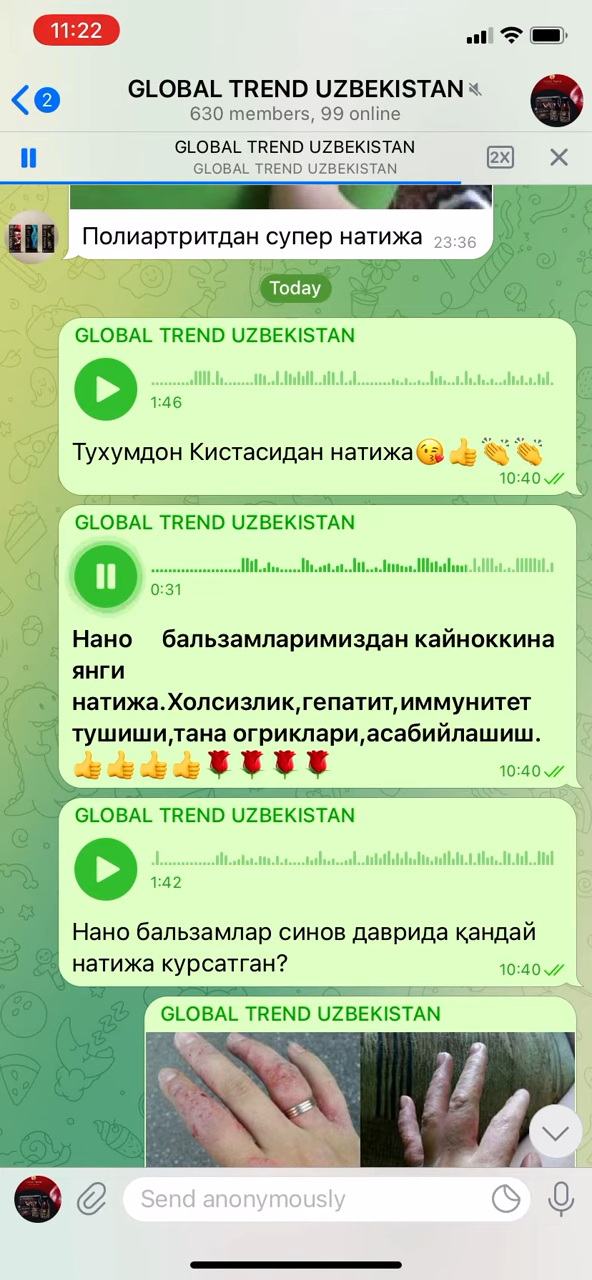 11:22
2
GLOBAL TREND UZBEKISTAN
630 members, 99 online
GLOBAL TREND UZBEKISTAN
GLOBAL TREND UZBEKISTAN
2X
Полиартритдан супер натижа 23:36
Today
GLOBAL TREND UZBEKISTAN
1:46
Тухумдон Кистасидан натижа😘👍👏👏
10:40
GLOBAL TREND UZBEKISTAN
0:31
Нано бальзамларимиздан кайноккина
янги
натижа.Холсизлик,гепатит,иммунитет
тушиши,тана огриклари,асабийлашиш.
👍👍👍👍🌹🌹🌹🌹 10:40
GLOBAL TREND UZBEKISTAN
1:42
Нано бальзамлар синов даврида қандай
натижа курсатган? 10:40
GLOBAL TREND UZBEKISTAN
Send anonymously